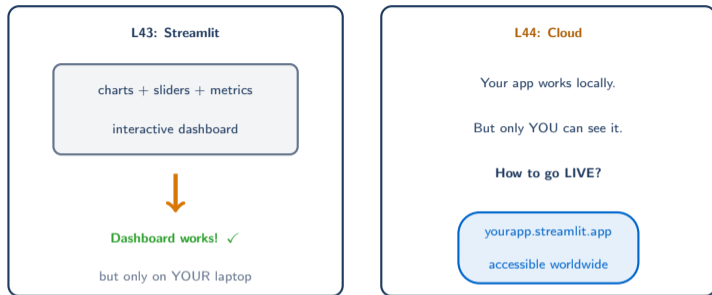 L43: Streamlit
charts + sliders + metrics
interactive dashboard
Dashboard works! ✓
but only on YOUR laptop
L44: Cloud
Your app works locally.
But only YOU can see it.
How to go LIVE?
yourapp.streamlit.app
accessible worldwide